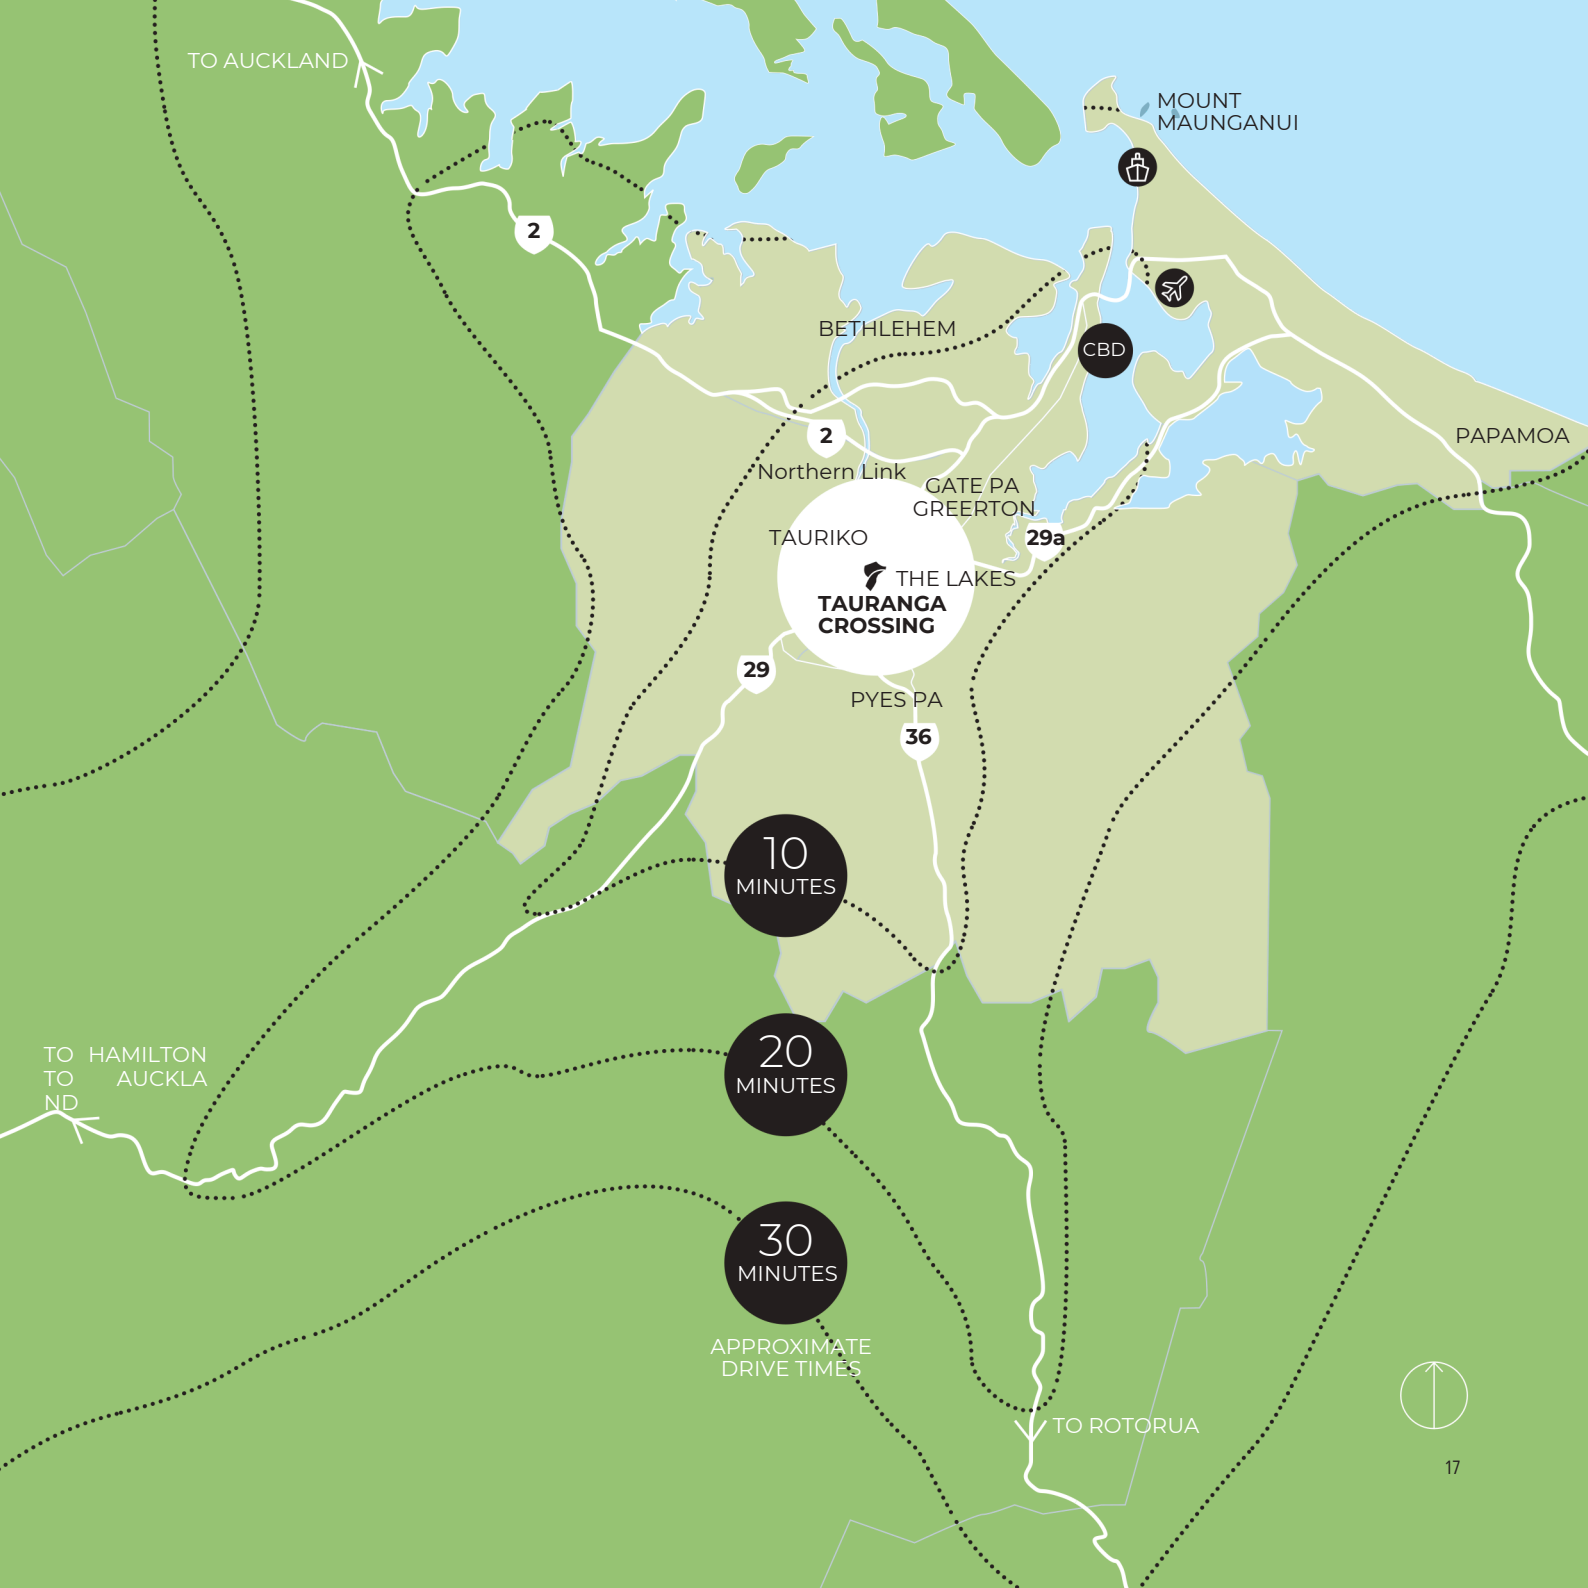 TO AUCKLAND
MOUNT
MAUNGANUI
2
BETHLEHEM
CBD
2
PAPAMOA
Northern Link
GATE PA
GREERTON
TAURIKO
29a
THE LAKES
TAURANGA
CROSSING
29
PYES PA
36
10
MINUTES
20
MINUTES
TO HAMILTON
TO AUCKLA
ND
30
MINUTES
APPROXIMATE
DRIVE TIMES
TO ROTORUA
17